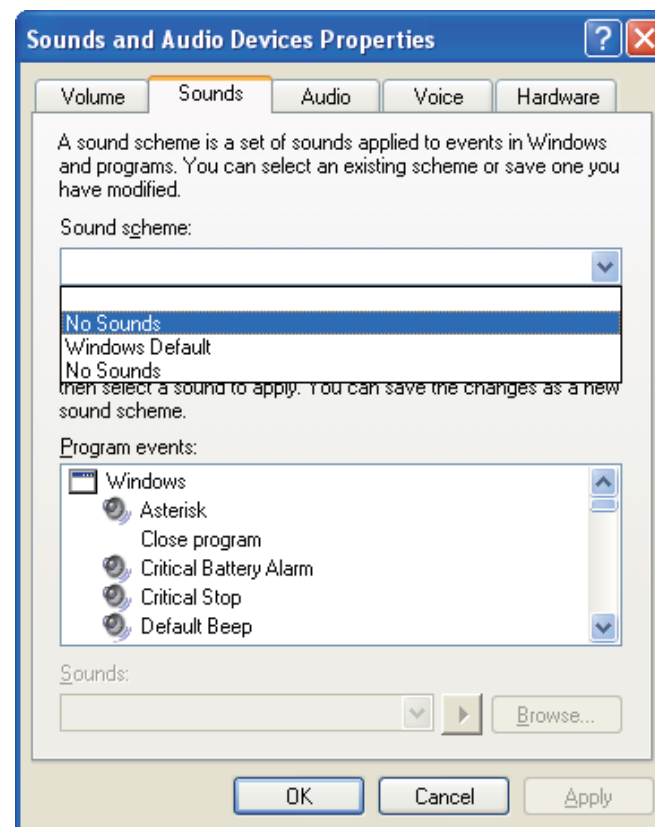 Sounds and Audio Devices Properties
Volume Sounds Audio Voice Hardware
A sound scheme is a set of sounds applied to events in Windows
and programs. You can select an existing scheme or save one you
have modified.
Sound scheme:
No Sounds
Windows Default
No Sounds
then select a sound to apply. You can save the changes as a new
sound scheme.
Program events:
Windows
Asterisk
Close program
Critical Battery Alarm
Critical Stop
Default Beep
Sounds:
Browse...
OK Cancel Apply